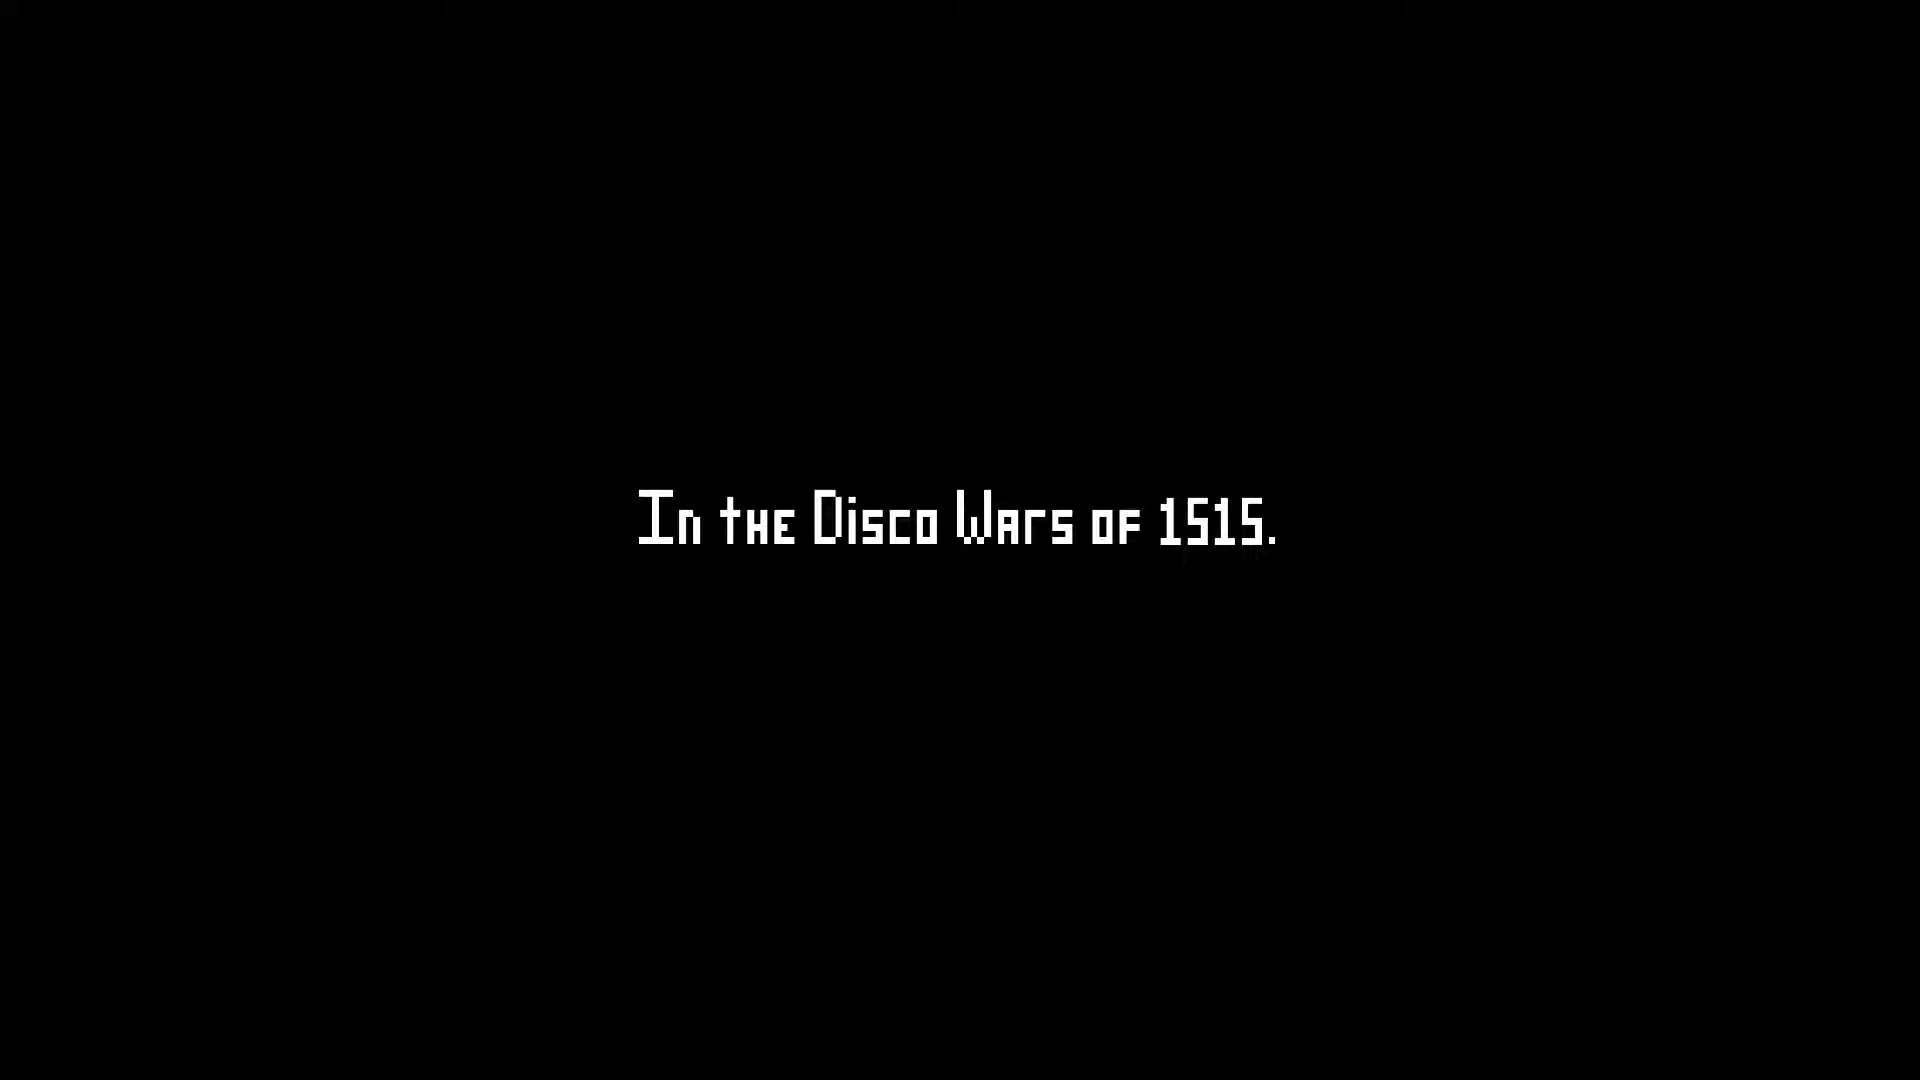 In the Disco Wars of 1515.